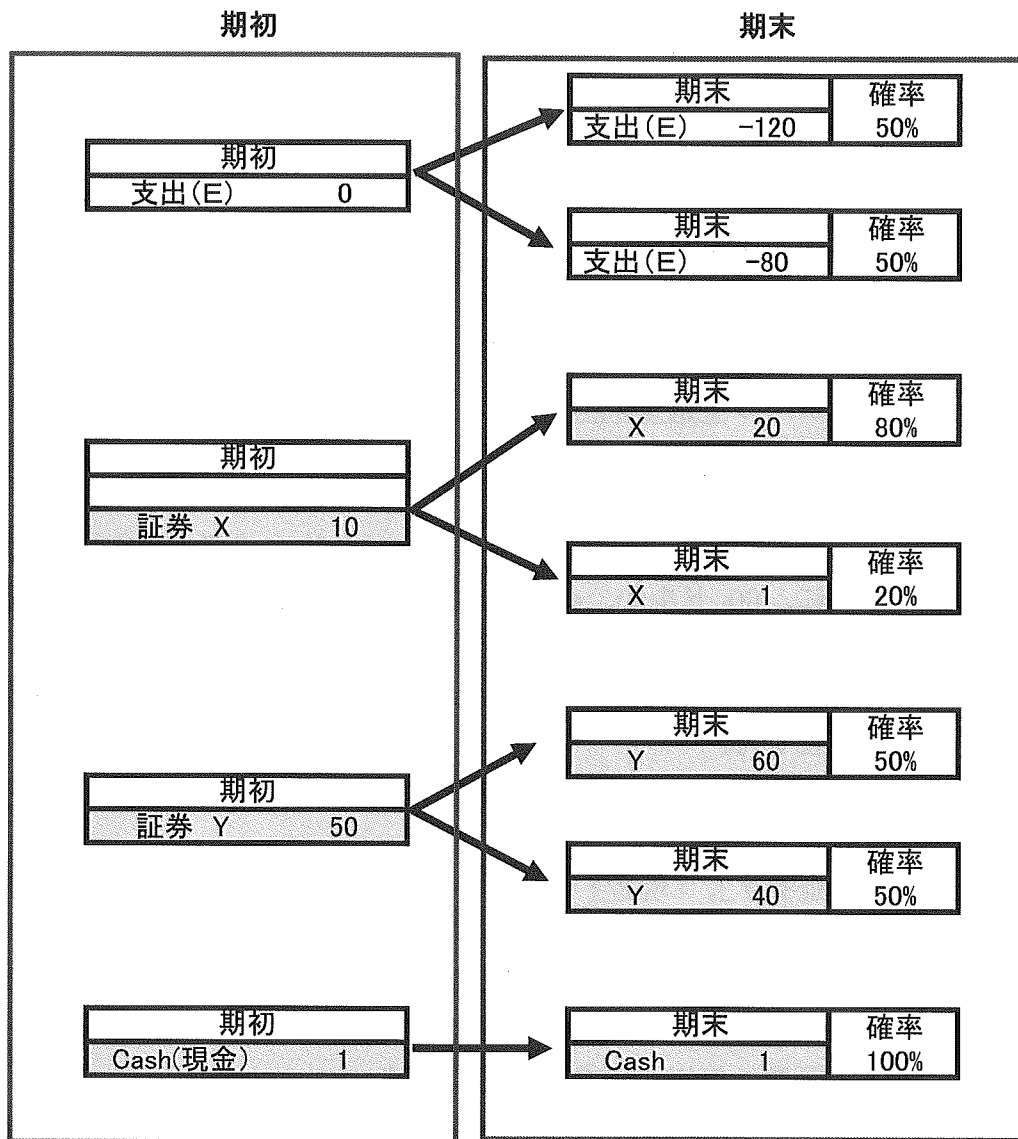 期初 期末
期末 確率
支出(E) -120 50%
期初
支出(E) 0
期末 確率
支出(E) -80 50%
期末 確率
X 20 80%
期初
証券 X 10
期末 確率
X 1 20%
期末 確率
Y 60 50%
期初
証券 Y 50
期末 確率
Y 40 50%
期初 期末 確率
Cash(現金) 1 Cash 1 100%